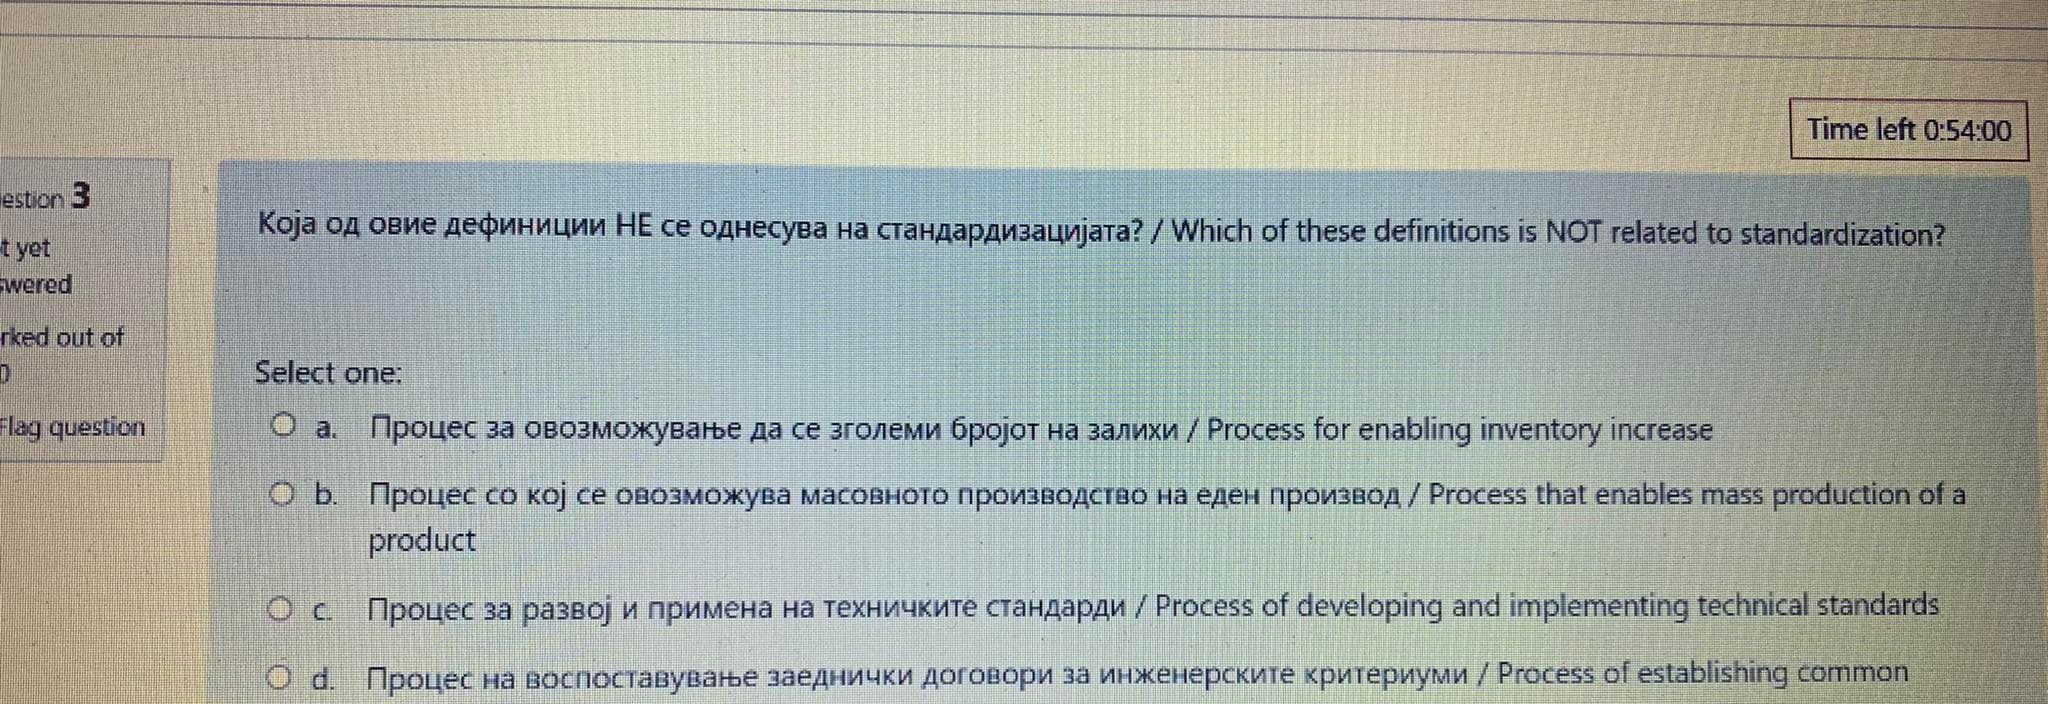 Time left 0:54:00
estion 3
t yet
wered
rked out of
Flag question
Која од овие дефиниции НЕ се однесува на стандардизацијата? / Which of these definitions is NOT related to standardization?
Select one:
a. Процес за овозможување да се зголеми бројот на залихи / Process for enabling inventory increase
b. Процес со кој се овозможува масовното производство на еден производ / Process that enables mass production of a
product
c. Процес за развој и примена на техничките стандарди / Process of developing and implementing technical standards
d. Процес на воспоставување заеднички договори за инженерските критериуми / Process of establishing common